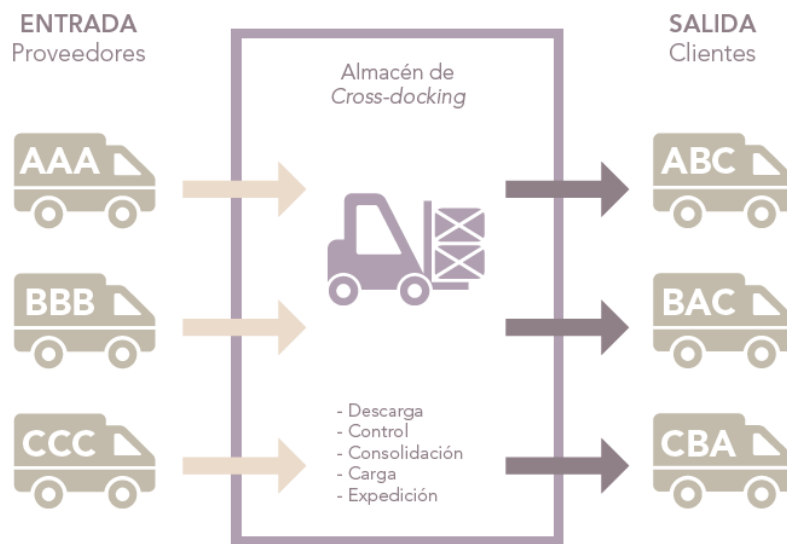 ENTRADA
Proveedores
AAA
BBB
CCC
Almacén de
Cross-docking
- Descarga
- Control
- Consolidación
- Carga
- Expedición
SALIDA
Clientes
ABC
BAC
CBA